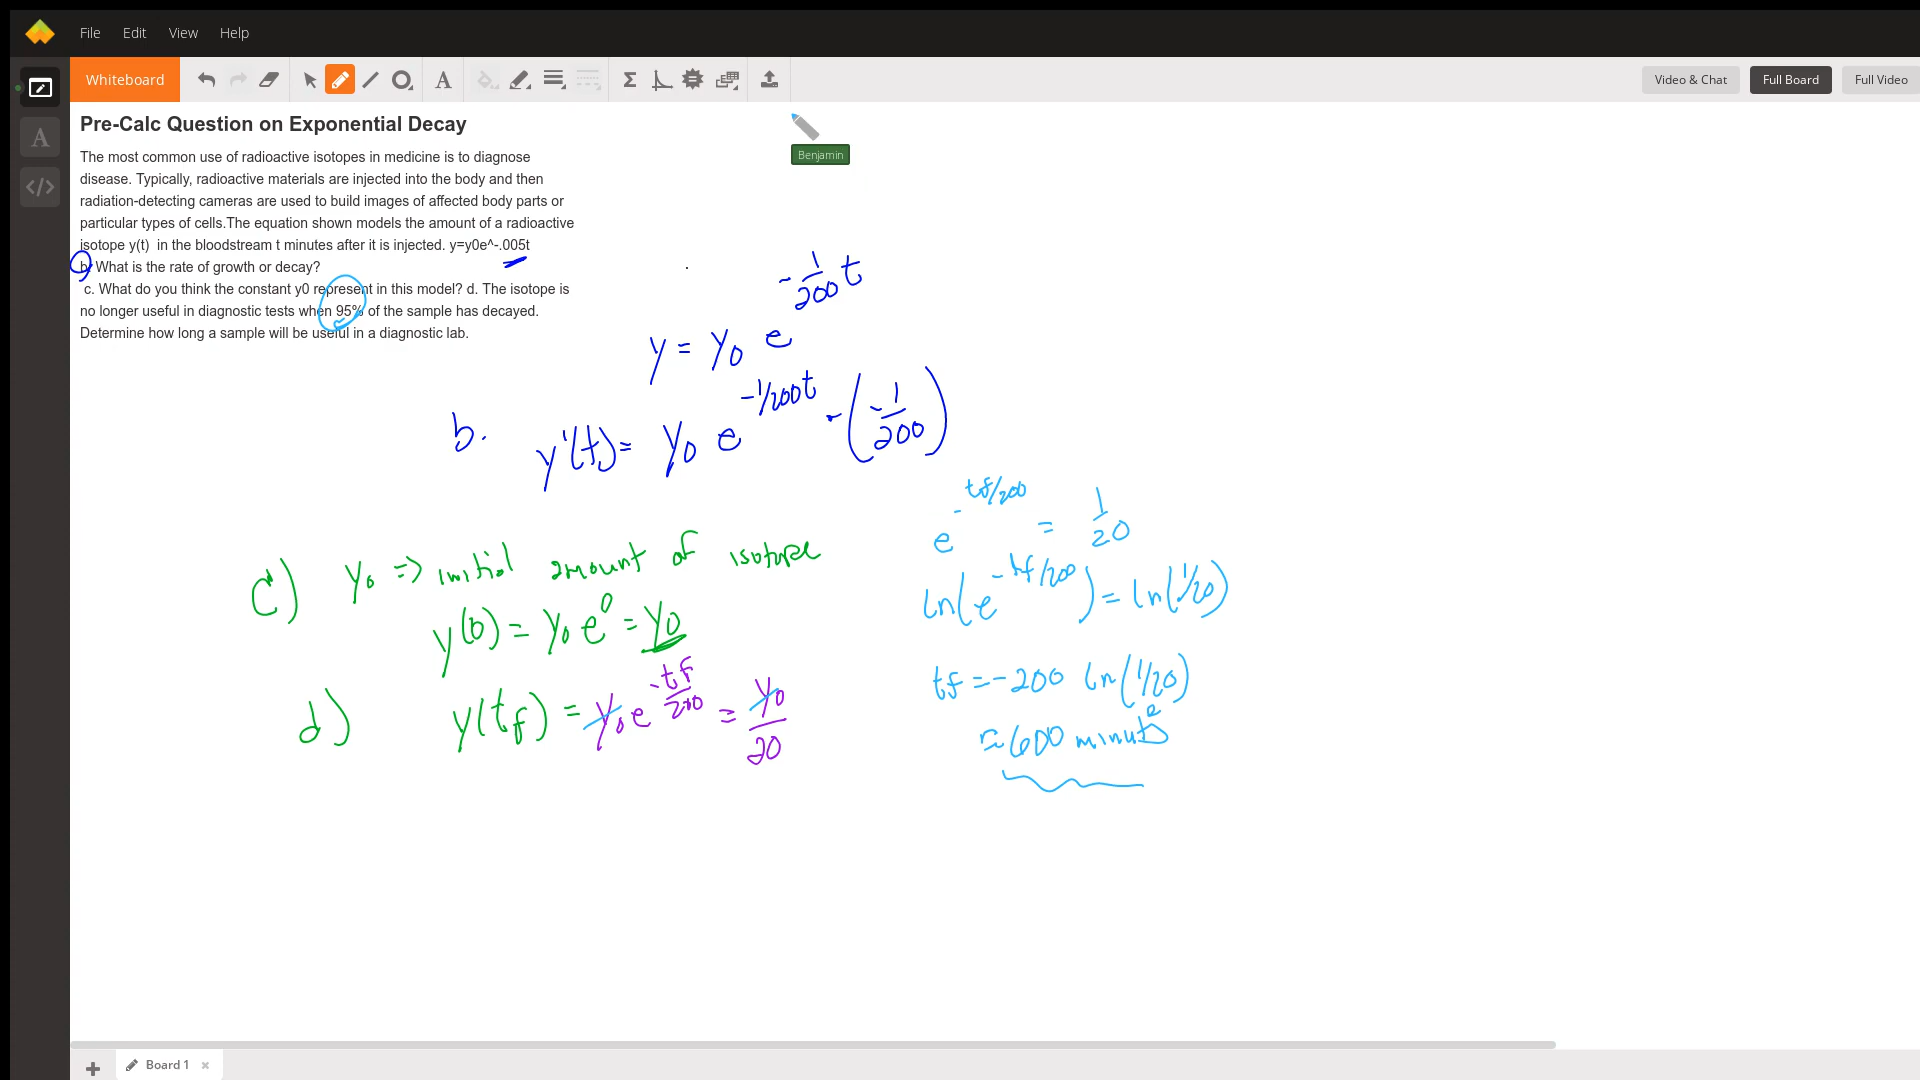 File Edit View Help
Whiteboard
Video & Chat Full Board Full Video
Pre-Calc Question on Exponential Decay
The most common use of radioactive isotopes in medicine is to diagnose
disease. Typically, radioactive materials are injected into the body and then
radiation-detecting cameras are used to build images of affected body parts or
particular types of cells.The equation shown models the amount of a radioactive
isotope y(t) in the bloodstream t minutes after it is injected. y=y0e^-.005t
b. What is the rate of growth or decay?
c. What do you think the constant y0 represent in this model? d. The isotope is
no longer useful in diagnostic tests when 95% of the sample has decayed.
Determine how long a sample will be useful in a diagnostic lab.
Benjamin
y = y₀ e^(-1/200 t)
b. y'(t) = y₀ e^(-1/200t) - (-1/200)
c) y₀ => initial amount of isotope
y(0) = y₀ e⁰ = y₀
d) y(tf) = y₀ e^(-tf/200) = y₀/20
e^(-tf/200) = 1/20
ln(e^(-tf/200)) = ln(1/20)
tf = -200 ln(1/20)
≈ 600 minutes
Board 1